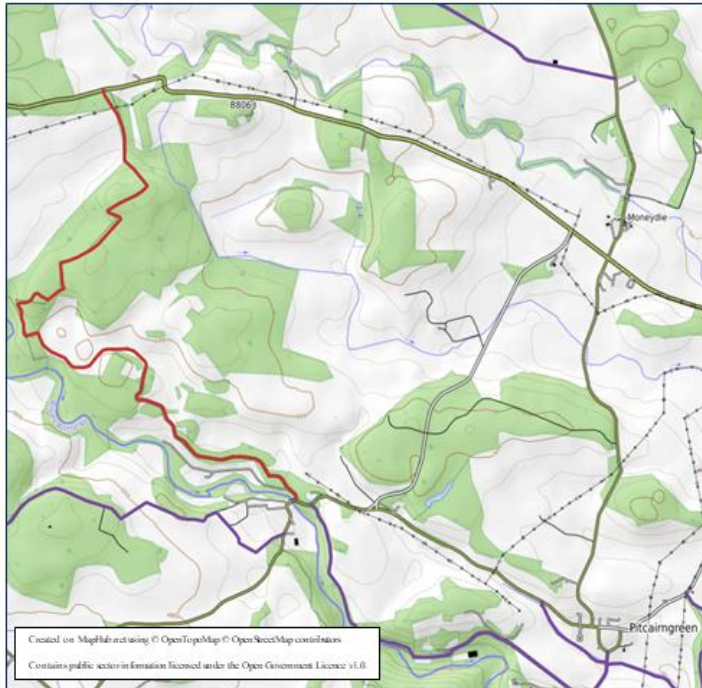 B8063
Moneydie
Pitcairngreen
Created on MapHub.net using © OpenTopoMap © OpenStreetMap contributors
Contains public sector information licensed under the Open Government Licence v1.0.